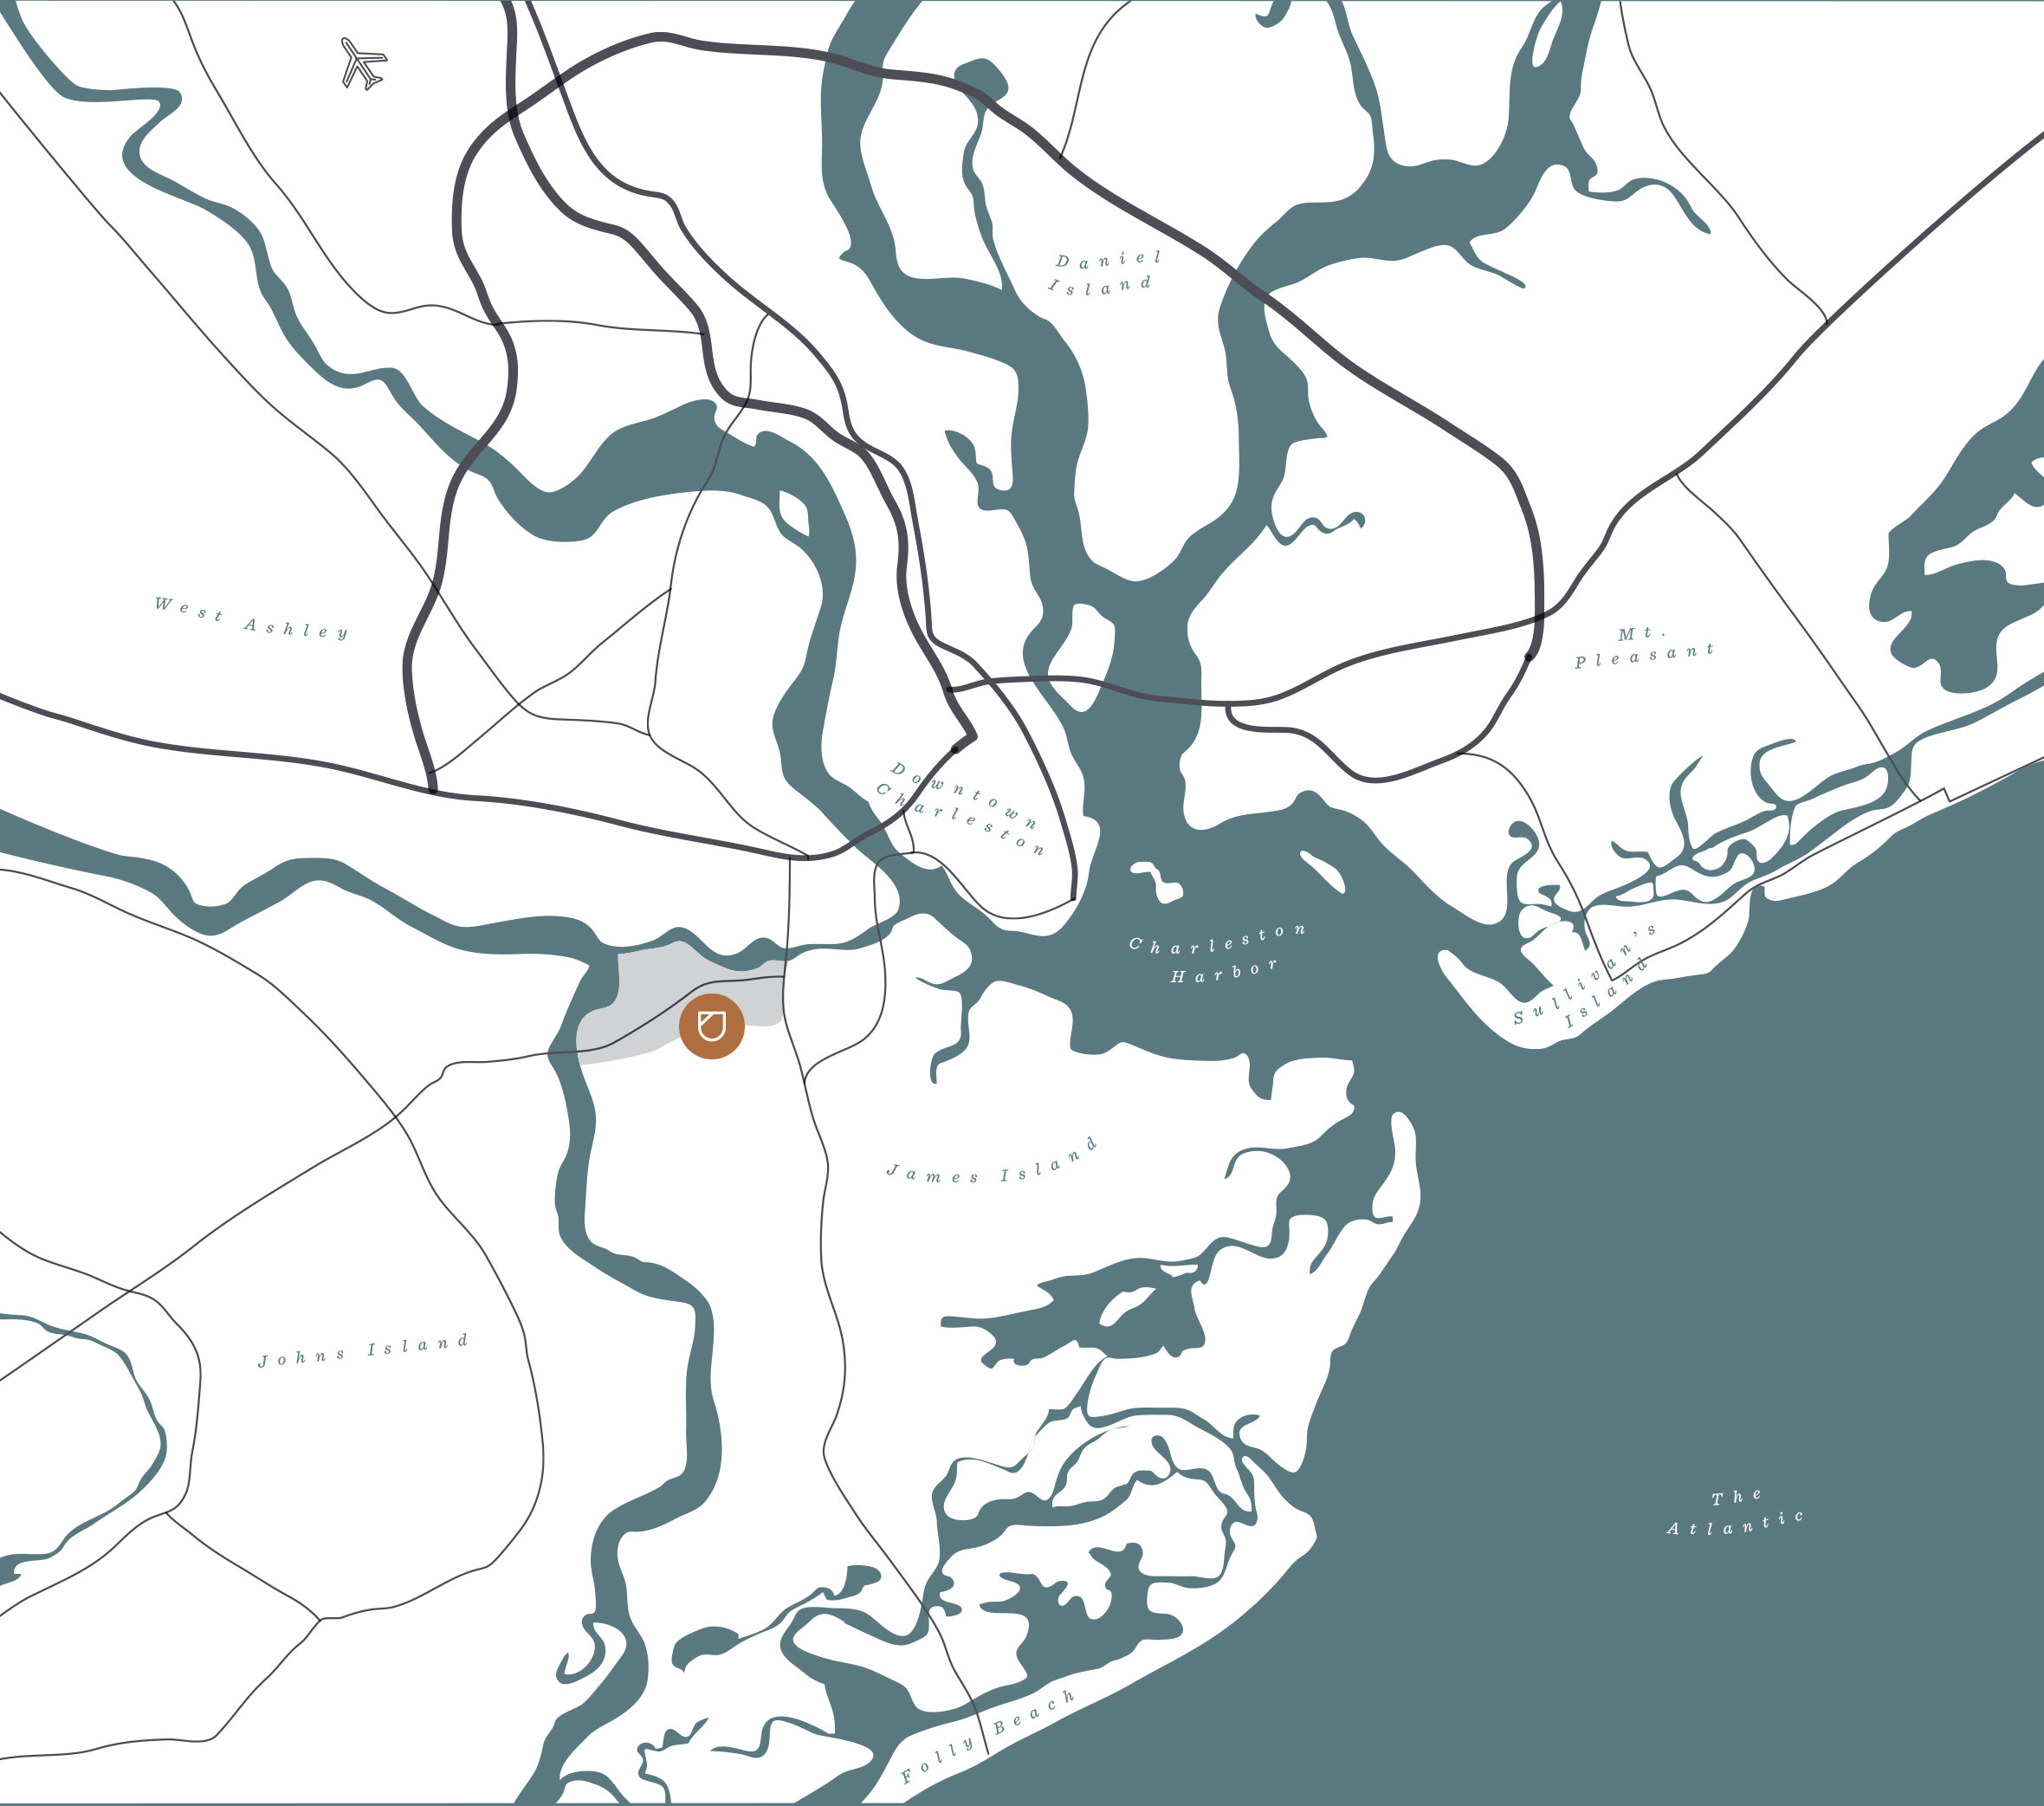 Daniel
Island
West Ashley
Mt.
Pleasant
Downtown
Charleston
Charleston
Harbor
Sullivan's
Island
James Island
Johns Island
The
Atlantic
Folly Beach